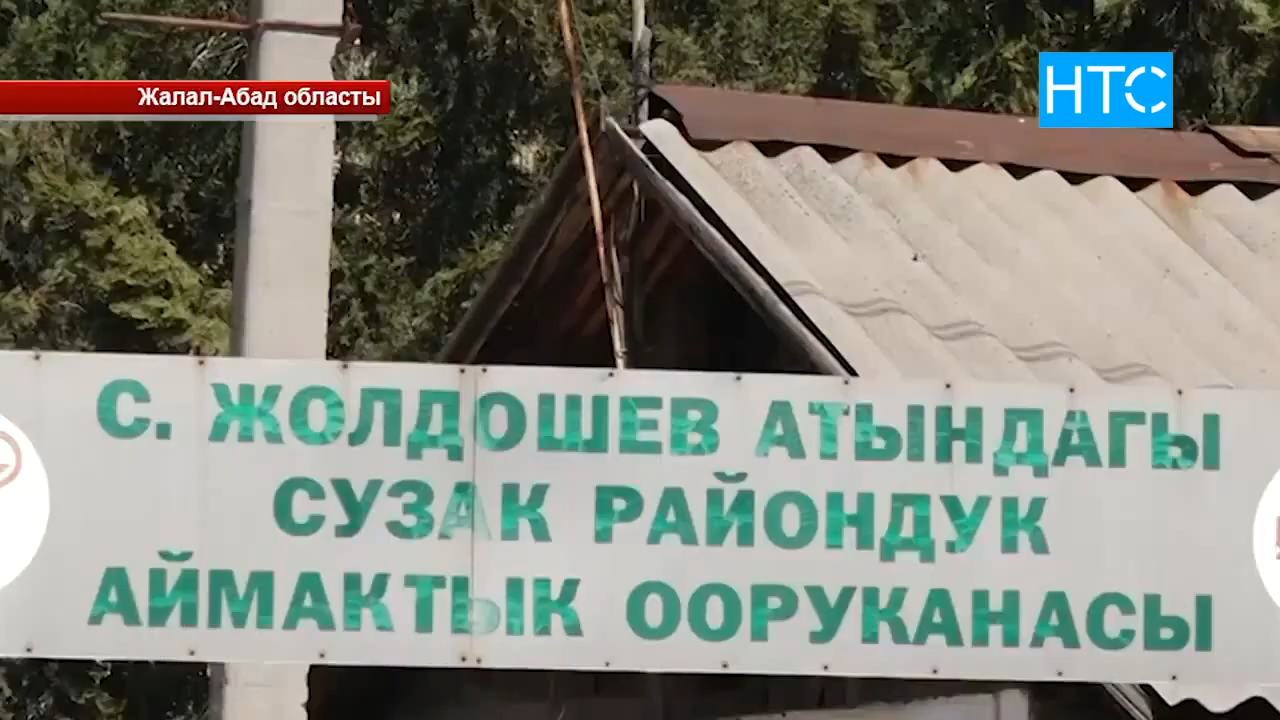 Жалал-Абад областы
НТС
С. ЖОЛДОШЕВ АТЫНДАГЫ
СУЗАК РАЙОНДУК
АЙМАКТЫК ООРУКАНАСЫ